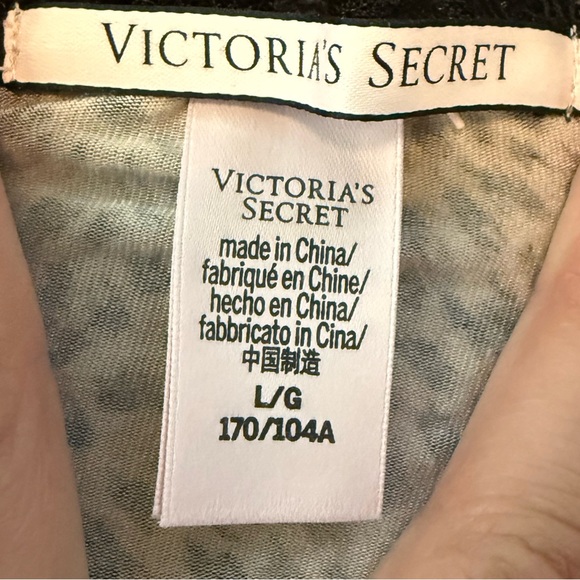 VICTORIA'S SECRET
VICTORIA'S
SECRET
made in China/
fabriqué en Chine/
hecho en China/
fabbricato in Cina/
中国制造
L/G
170/104A